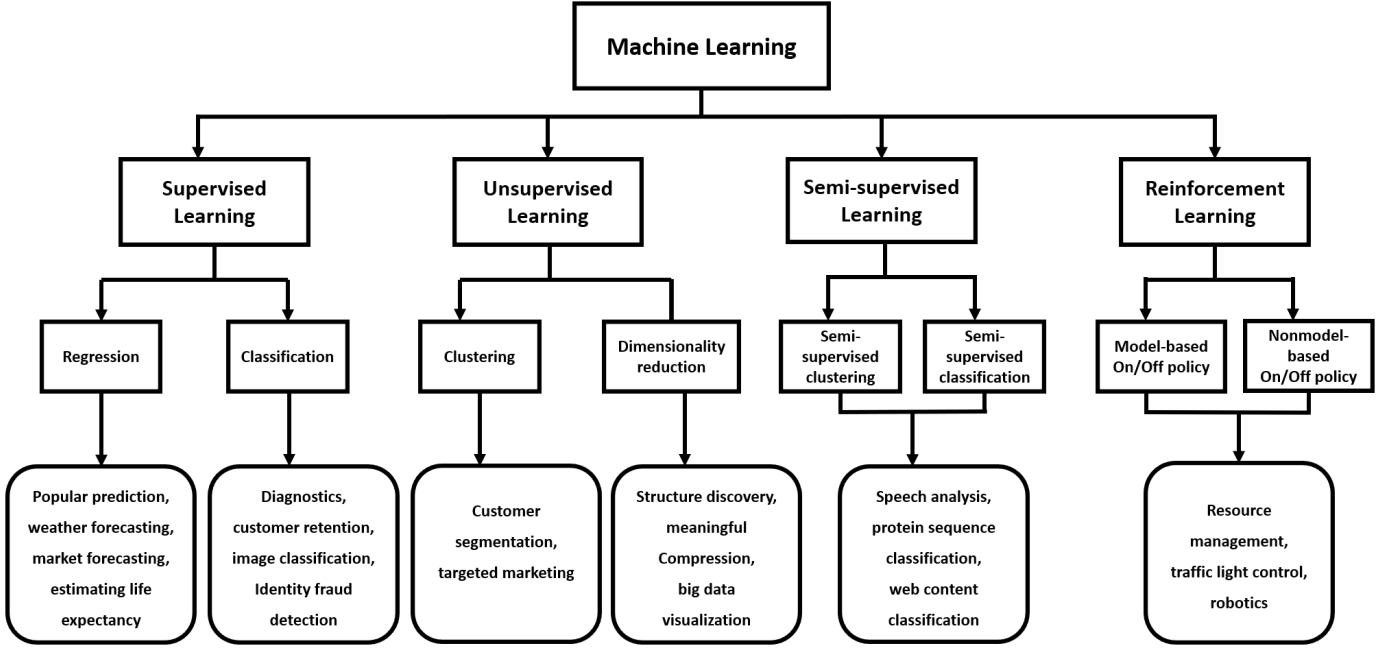 Machine Learning
Supervised
Learning
Unsupervised
Learning
Semi-supervised
Learning
Reinforcement
Learning
Regression
Classification
Clustering
Dimensionality
reduction
Semi-
supervised
clustering
Semi-
supervised
classification
Model-based
On/Off policy
Nonmodel-
based
On/Off policy
Popular prediction,
weather forecasting,
market forecasting,
estimating life
expectancy
Diagnostics,
customer retention,
image classification,
Identity fraud
detection
Customer
segmentation,
targeted marketing
Structure discovery,
meaningful
Compression,
big data
visualization
Speech analysis,
protein sequence
classification,
web content
classification
Resource
management,
traffic light control,
robotics